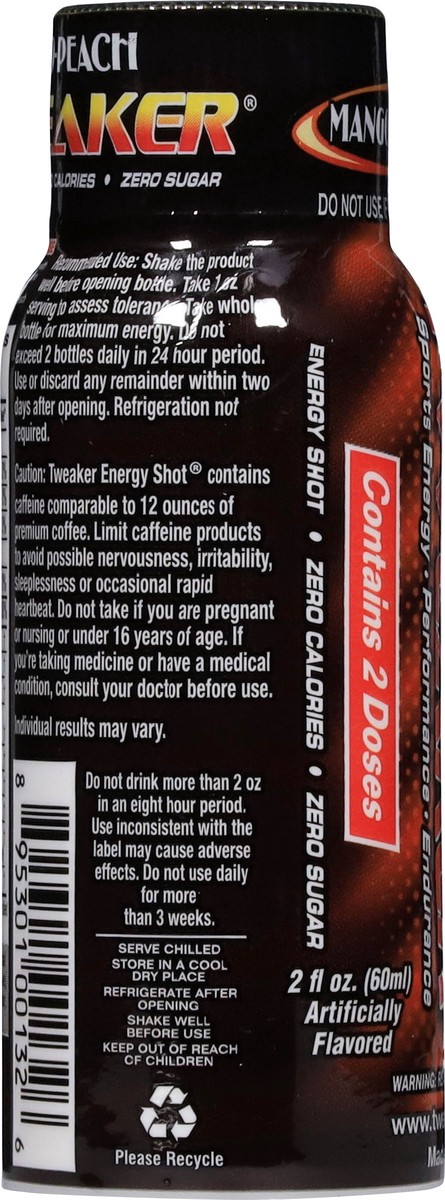 -PEACH
EAKER®
CALORIES • ZERO SUGAR
MANGO
DO NOT USE
Recommended Use: Shake the product
well before opening bottle. Take 1 oz
serving to assess tolerance. Take whole
bottle for maximum energy. Do not
exceed 2 bottles daily in 24 hour period.
Use or discard any remainder within two
days after opening. Refrigeration not
required.
Caution: Tweaker Energy Shot® contains
caffeine comparable to 12 ounces of
premium coffee. Limit caffeine products
to avoid possible nervousness, irritability,
sleeplessness or occasional rapid
heartbeat. Do not take if you are pregnant
or nursing or under 16 years of age. If
you're taking medicine or have a medical
condition, consult your doctor before use.
Individual results may vary.
8 95301 00132 6
Do not drink more than 2 oz
in an eight hour period.
Use inconsistent with the
label may cause adverse
effects. Do not use daily
for more
than 3 weeks.
SERVE CHILLED
STORE IN A COOL
DRY PLACE
REFRIGERATE AFTER
OPENING
SHAKE WELL
BEFORE USE
KEEP OUT OF REACH
OF CHILDREN
Please Recycle
ENERGY SHOT • ZERO CALORIES • ZERO SUGAR
Contains 2 Doses
Sports Energy • Performance • Endurance
2 fl oz. (60ml)
Artificially
Flavored
WARNING:
www.twe